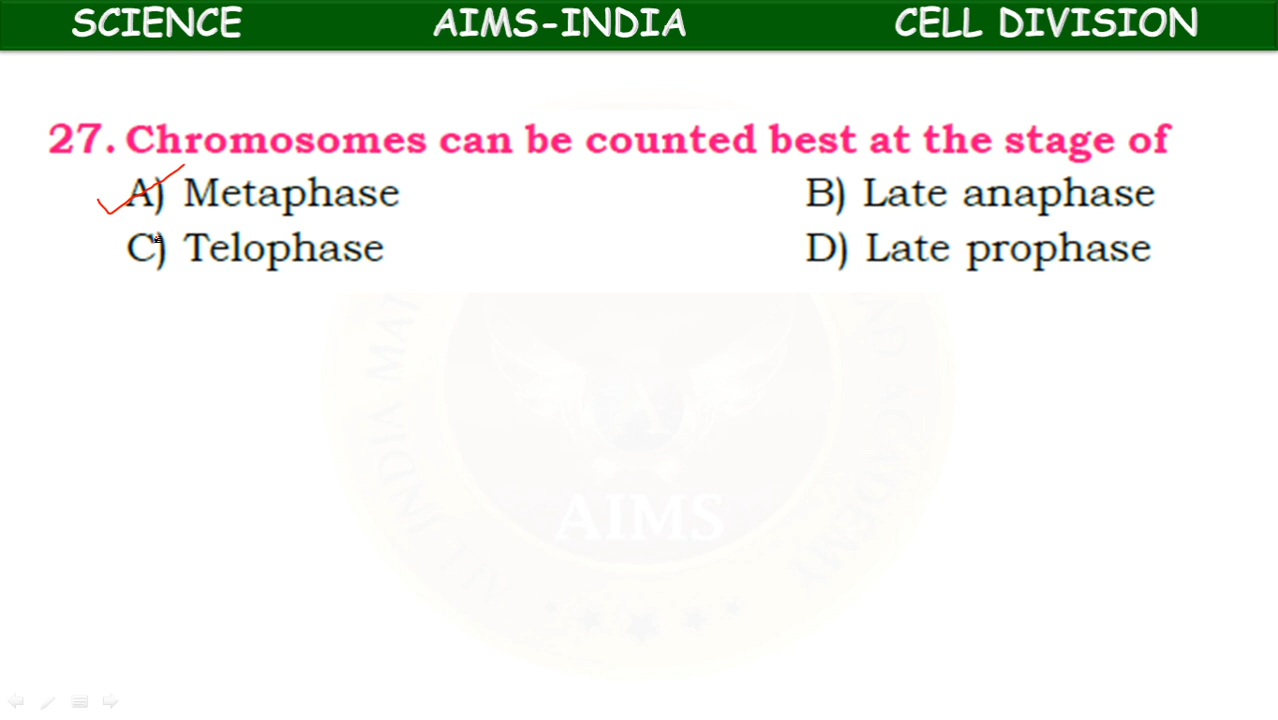 SCIENCE AIMS-INDIA CELL DIVISION
27. Chromosomes can be counted best at the stage of
A) Metaphase B) Late anaphase
C) Telophase D) Late prophase
AIMS